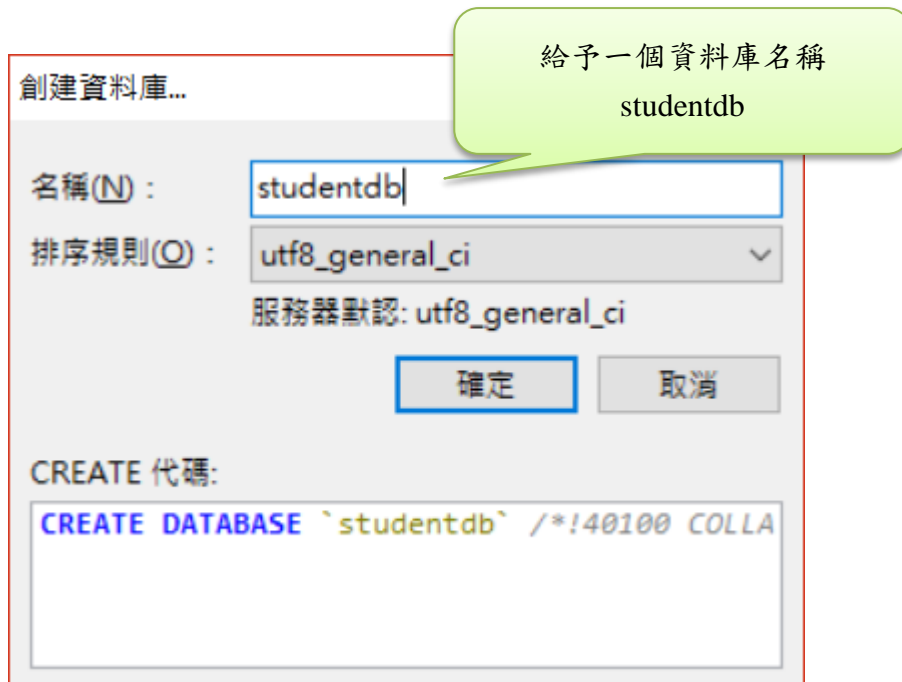 給予一個資料庫名稱
studentdb
創建資料庫...
名稱(N)： studentdb
排序規則(O)： utf8_general_ci
服務器默認: utf8_general_ci
確定 取消
CREATE 代碼:
CREATE DATABASE `studentdb` /*!40100 COLLA